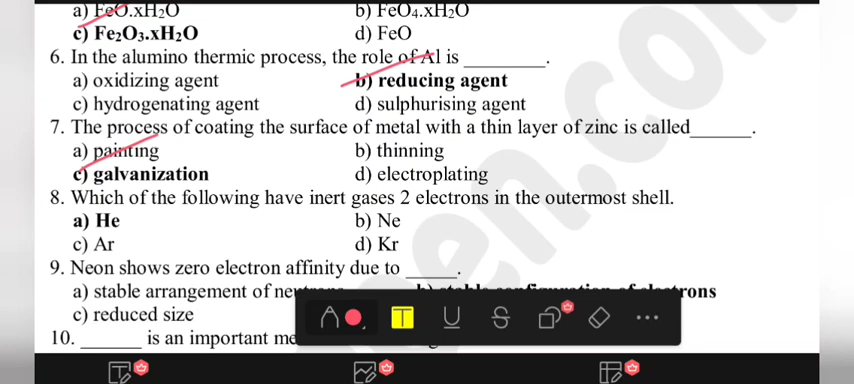 a) FeO.xH₂O b) FeO₄.xH₂O
c) Fe₂O₃.xH₂O d) FeO
6. In the alumino thermic process, the role of Al is ________.
a) oxidizing agent b) reducing agent
c) hydrogenating agent d) sulphurising agent
7. The process of coating the surface of metal with a thin layer of zinc is called______.
a) painting b) thinning
c) galvanization d) electroplating
8. Which of the following have inert gases 2 electrons in the outermost shell.
a) He b) Ne
c) Ar d) Kr
9. Neon shows zero electron affinity due to _____.
a) stable arrangement of b) stable configuration of electrons
c) reduced size
10. ______ is an important